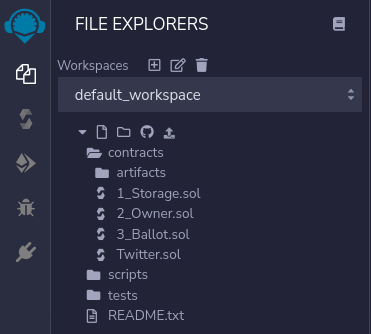 FILE EXPLORERS
Workspaces
default_workspace
contracts
artifacts
1_Storage.sol
2_Owner.sol
3_Ballot.sol
Twitter.sol
scripts
tests
README.txt